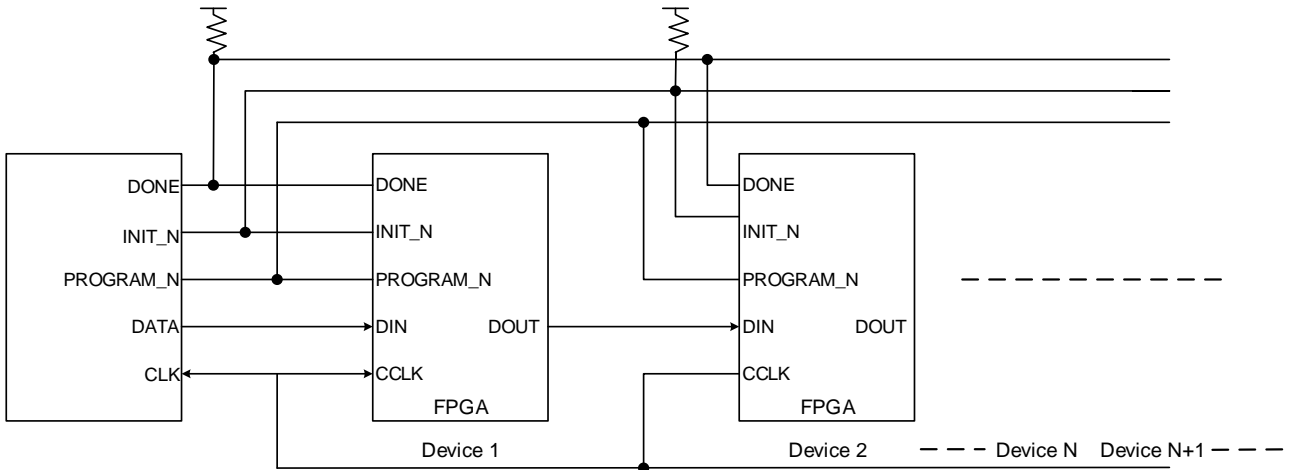 DONE
INIT_N
PROGRAM_N
DATA
CLK
DONE
INIT_N
PROGRAM_N
DIN DOUT
CCLK
FPGA
DONE
INIT_N
PROGRAM_N
DIN DOUT
CCLK
FPGA
Device 1 Device 2 Device N Device N+1